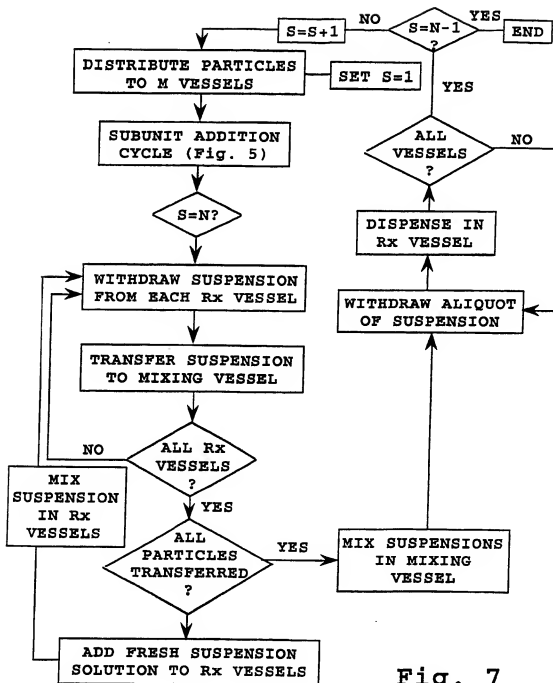 S=S+1
NO
S=N-1
?
YES
END
DISTRIBUTE PARTICLES
TO M VESSELS
SET S=1
YES
SUBUNIT ADDITION
CYCLE (Fig. 5)
ALL
VESSELS
?
NO
S=N?
DISPENSE IN
Rx VESSEL
WITHDRAW SUSPENSION
FROM EACH Rx VESSEL
WITHDRAW ALIQUOT
OF SUSPENSION
TRANSFER SUSPENSION
TO MIXING VESSEL
NO
ALL Rx
VESSELS
?
MIX
SUSPENSION
IN Rx
VESSELS
YES
ALL
PARTICLES
TRANSFERRED
?
YES
MIX SUSPENSIONS
IN MIXING
VESSEL
ADD FRESH SUSPENSION
SOLUTION TO Rx VESSELS
Fig. 7